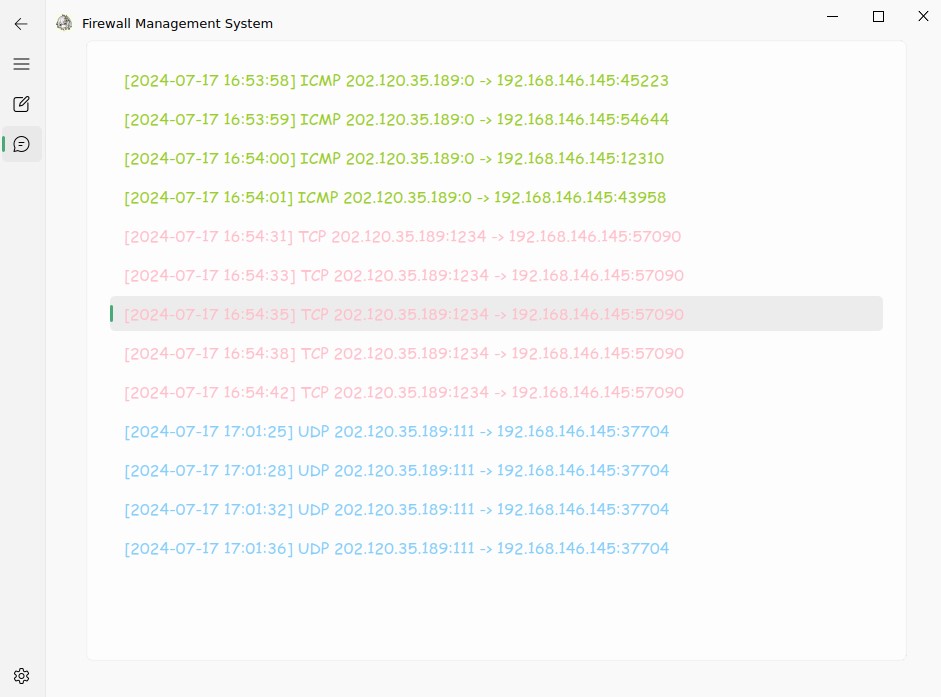 Firewall Management System
[2024-07-17 16:53:58] ICMP 202.120.35.189:0 -> 192.168.146.145:45223
[2024-07-17 16:53:59] ICMP 202.120.35.189:0 -> 192.168.146.145:54644
[2024-07-17 16:54:00] ICMP 202.120.35.189:0 -> 192.168.146.145:12310
[2024-07-17 16:54:01] ICMP 202.120.35.189:0 -> 192.168.146.145:43958
[2024-07-17 16:54:31] TCP 202.120.35.189:1234 -> 192.168.146.145:57090
[2024-07-17 16:54:33] TCP 202.120.35.189:1234 -> 192.168.146.145:57090
[2024-07-17 16:54:35] TCP 202.120.35.189:1234 -> 192.168.146.145:57090
[2024-07-17 16:54:38] TCP 202.120.35.189:1234 -> 192.168.146.145:57090
[2024-07-17 16:54:42] TCP 202.120.35.189:1234 -> 192.168.146.145:57090
[2024-07-17 17:01:25] UDP 202.120.35.189:111 -> 192.168.146.145:37704
[2024-07-17 17:01:28] UDP 202.120.35.189:111 -> 192.168.146.145:37704
[2024-07-17 17:01:32] UDP 202.120.35.189:111 -> 192.168.146.145:37704
[2024-07-17 17:01:36] UDP 202.120.35.189:111 -> 192.168.146.145:37704